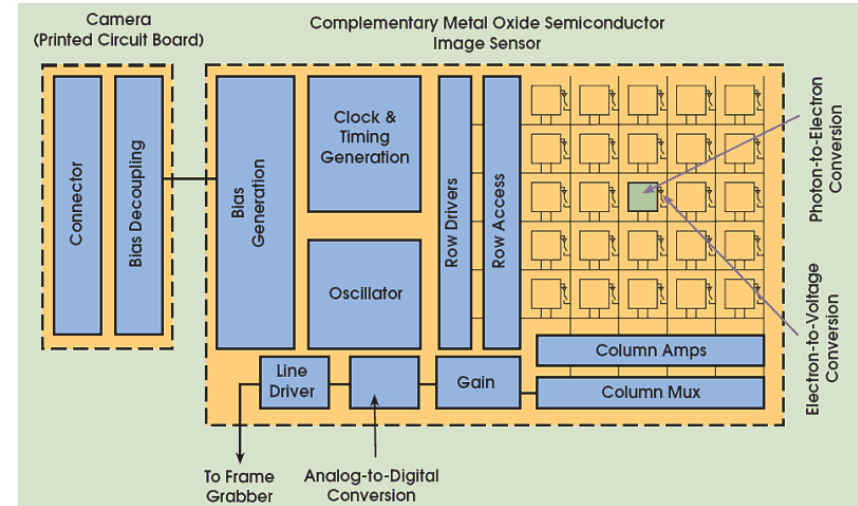 Camera
(Printed Circuit Board)
Complementary Metal Oxide Semiconductor
Image Sensor
Connector
Bias Decoupling
Bias
Generation
Clock &
Timing
Generation
Oscillator
Row Drivers
Row Access
Photon-to-Electron
Conversion
Electron-to-Voltage
Conversion
Column Amps
Line
Driver
Gain
Column Mux
To Frame
Grabber
Analog-to-Digital
Conversion